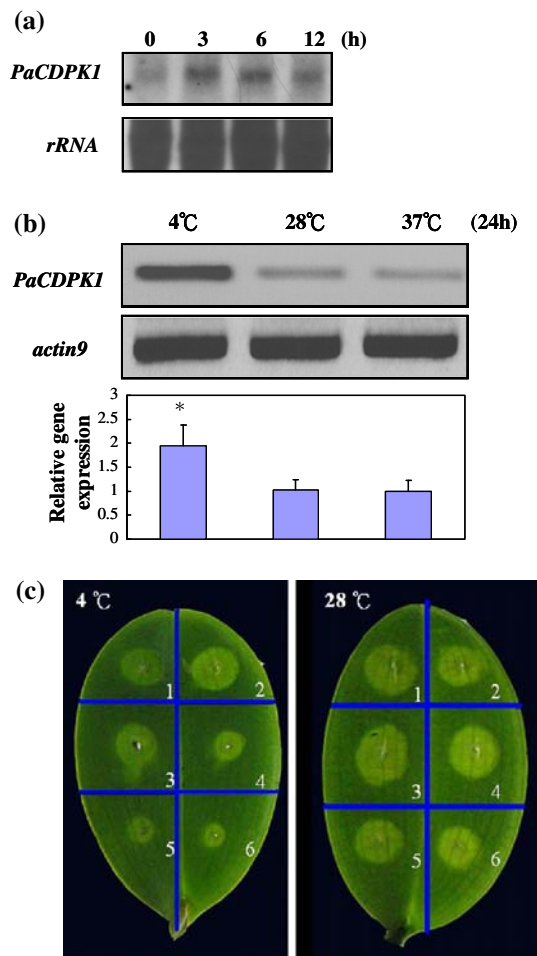 (a)
0 3 6 12 (h)
PaCDPK1
rRNA
(b)
4℃ 28℃ 37℃ (24h)
PaCDPK1
actin9
Relative gene
expression
3
2.5
2
1.5
1
0.5
0
*
(c)
4 ℃
1 2
3 4
5 6
28 ℃
1 2
3 4
5 6